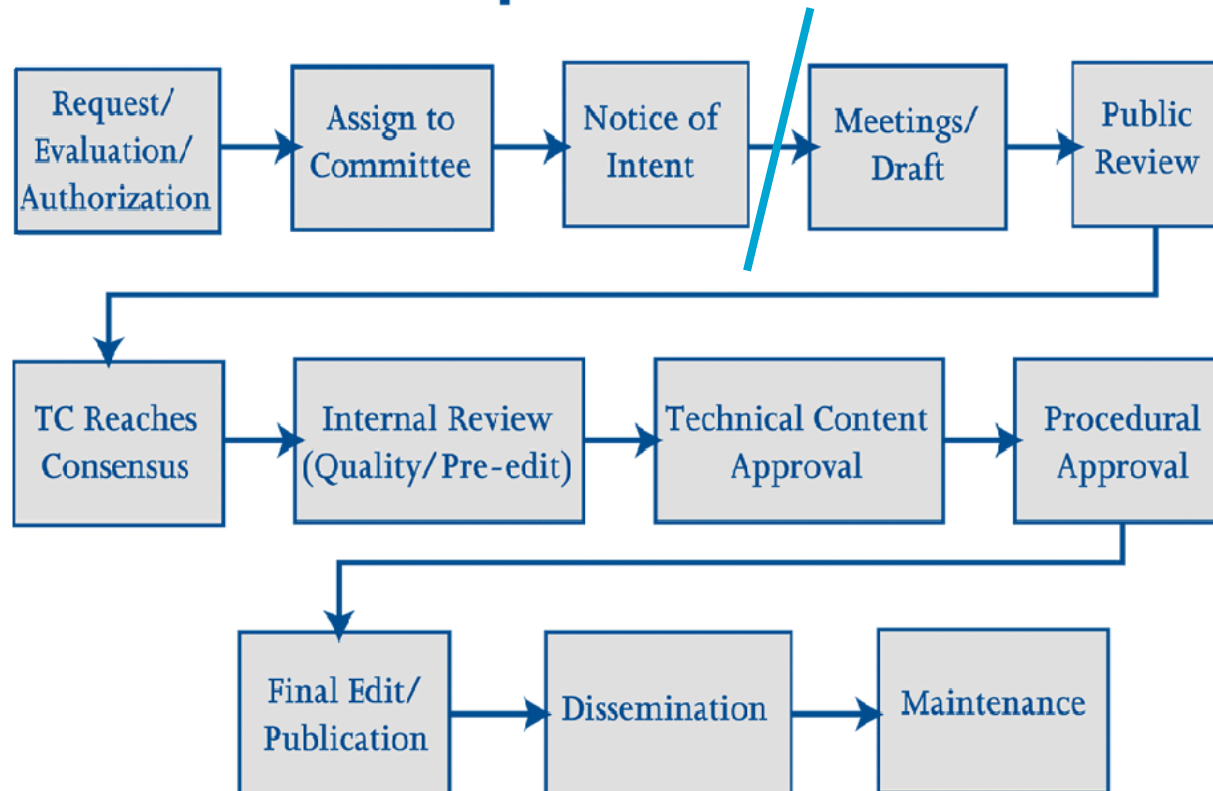 Request/
Evaluation/
Authorization
Assign to
Committee
Notice of
Intent
Meetings/
Draft
Public
Review
TC Reaches
Consensus
Internal Review
(Quality/Pre-edit)
Technical Content
Approval
Procedural
Approval
Final Edit/
Publication
Dissemination
Maintenance